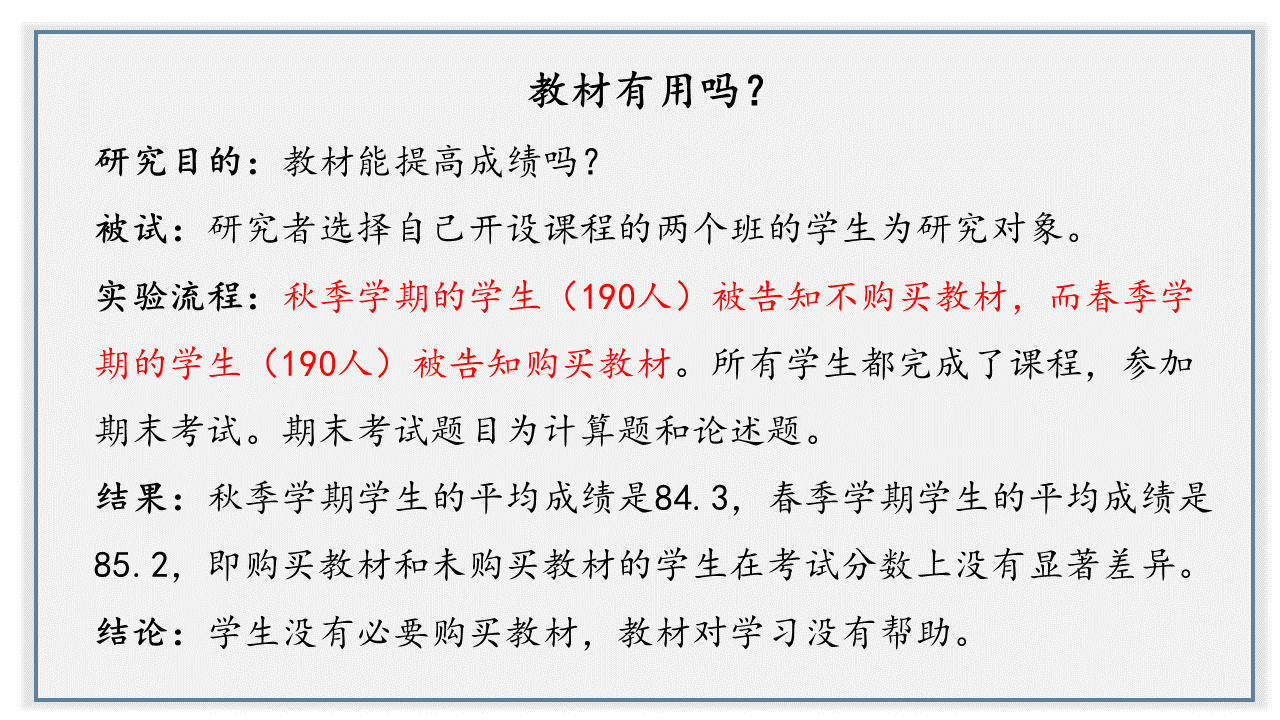 教材有用吗？
研究目的：教材能提高成绩吗？
被试：研究者选择自己开设课程的两个班的学生为研究对象。
实验流程：秋季学期的学生（190人）被告知不购买教材，而春季学
期的学生（190人）被告知购买教材。所有学生都完成了课程，参加
期末考试。期末考试题目为计算题和论述题。
结果：秋季学期学生的平均成绩是84.3，春季学期学生的平均成绩是
85.2，即购买教材和未购买教材的学生在考试分数上没有显著差异。
结论：学生没有必要购买教材，教材对学习没有帮助。